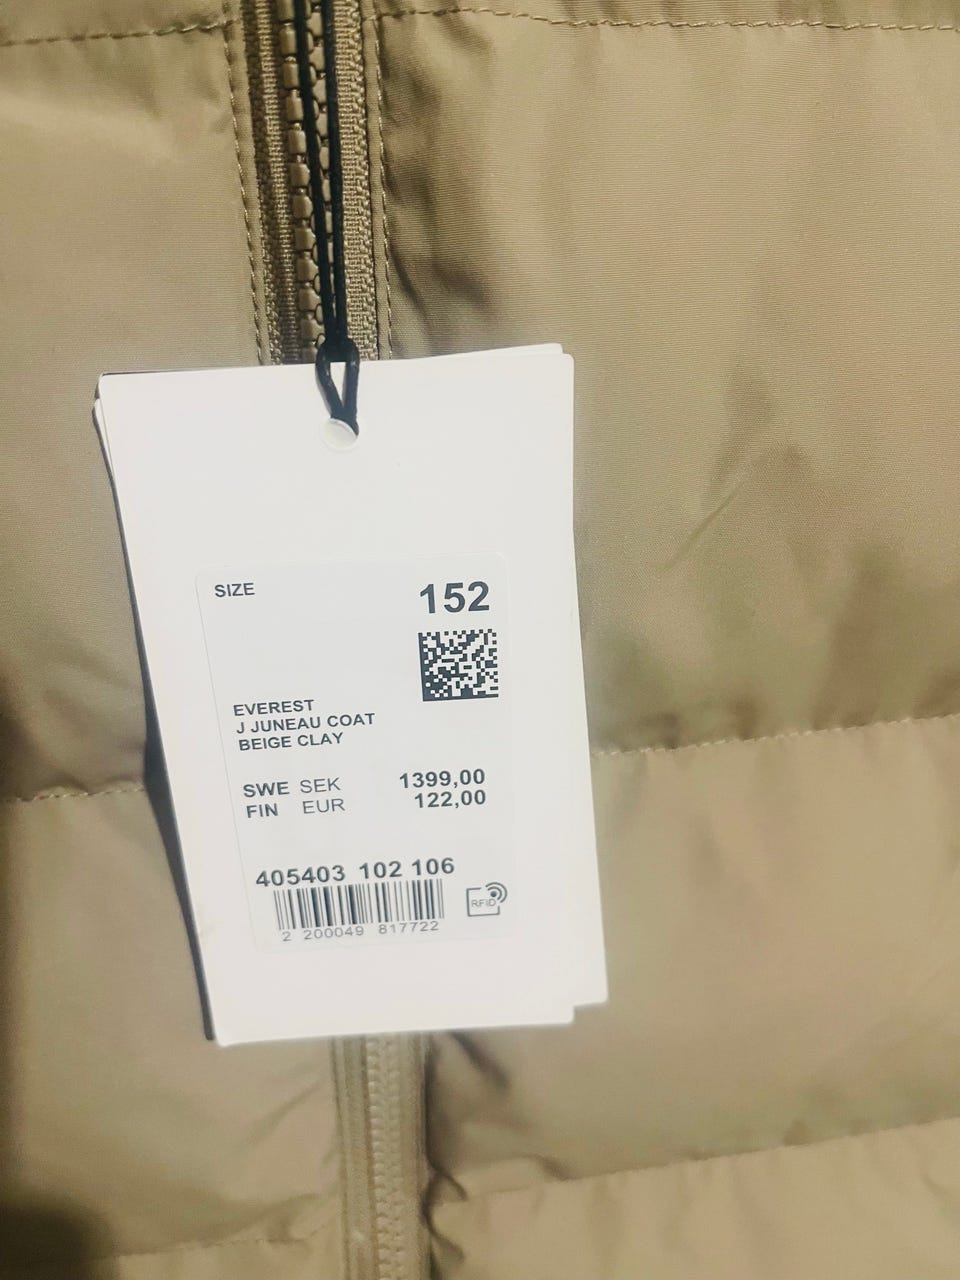 SIZE 152
EVEREST
J JUNEAU COAT
BEIGE CLAY
SWE SEK 1399,00
FIN EUR 122,00
405403 102 106
RFID
2 200049 817722